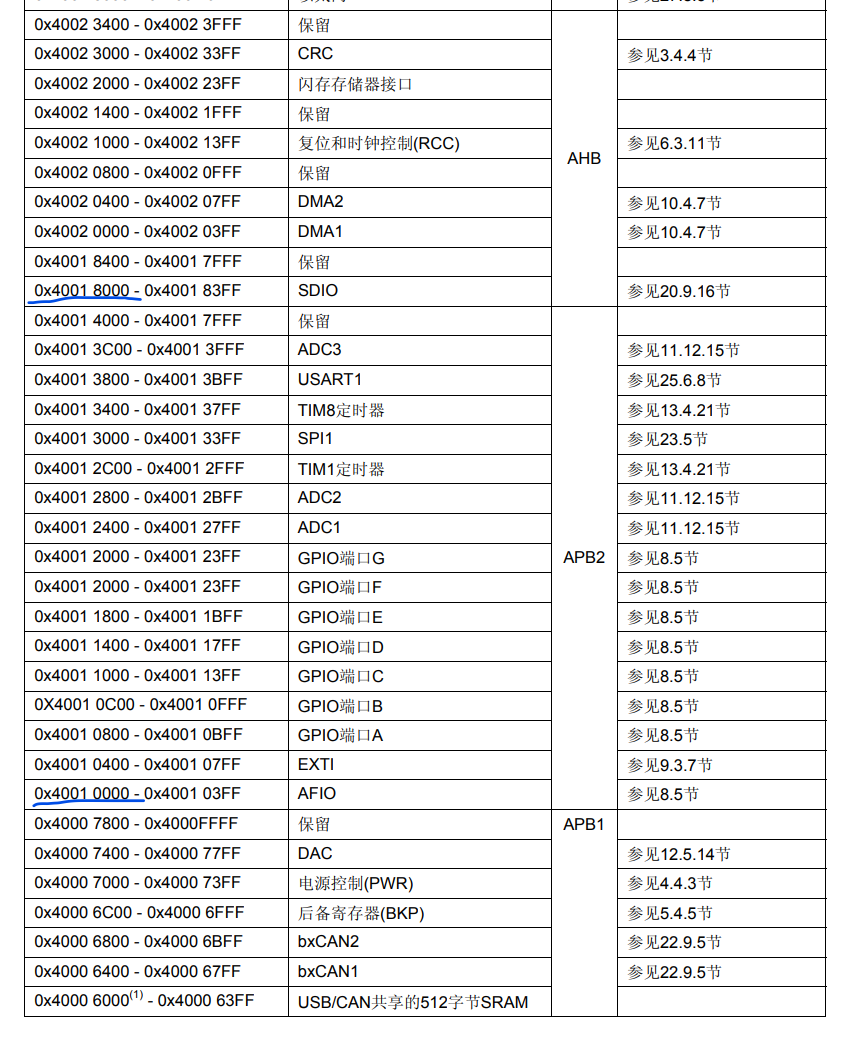 0x4002 3400 - 0x4002 3FFF 保留
0x4002 3000 - 0x4002 33FF CRC 参见3.4.4节
0x4002 2000 - 0x4002 23FF 闪存存储器接口
0x4002 1400 - 0x4002 1FFF 保留
0x4002 1000 - 0x4002 13FF 复位和时钟控制(RCC) 参见6.3.11节
AHB
0x4002 0800 - 0x4002 0FFF 保留
0x4002 0400 - 0x4002 07FF DMA2 参见10.4.7节
0x4002 0000 - 0x4002 03FF DMA1 参见10.4.7节
0x4001 8400 - 0x4001 7FFF 保留
0x4001 8000 - 0x4001 83FF SDIO 参见20.9.16节
0x4001 4000 - 0x4001 7FFF 保留
0x4001 3C00 - 0x4001 3FFF ADC3 参见11.12.15节
0x4001 3800 - 0x4001 3BFF USART1 参见25.6.8节
0x4001 3400 - 0x4001 37FF TIM8定时器 参见13.4.21节
0x4001 3000 - 0x4001 33FF SPI1 参见23.5节
0x4001 2C00 - 0x4001 2FFF TIM1定时器 参见13.4.21节
0x4001 2800 - 0x4001 2BFF ADC2 参见11.12.15节
0x4001 2400 - 0x4001 27FF ADC1 参见11.12.15节
0x4001 2000 - 0x4001 23FF GPIO端口G APB2 参见8.5节
0x4001 2000 - 0x4001 23FF GPIO端口F 参见8.5节
0x4001 1800 - 0x4001 1BFF GPIO端口E 参见8.5节
0x4001 1400 - 0x4001 17FF GPIO端口D 参见8.5节
0x4001 1000 - 0x4001 13FF GPIO端口C 参见8.5节
0X4001 0C00 - 0x4001 0FFF GPIO端口B 参见8.5节
0x4001 0800 - 0x4001 0BFF GPIO端口A 参见8.5节
0x4001 0400 - 0x4001 07FF EXTI 参见9.3.7节
0x4001 0000 - 0x4001 03FF AFIO 参见8.5节
0x4000 7800 - 0x4000FFFF 保留 APB1
0x4000 7400 - 0x4000 77FF DAC 参见12.5.14节
0x4000 7000 - 0x4000 73FF 电源控制(PWR) 参见4.4.3节
0x4000 6C00 - 0x4000 6FFF 后备寄存器(BKP) 参见5.4.5节
0x4000 6800 - 0x4000 6BFF bxCAN2 参见22.9.5节
0x4000 6400 - 0x4000 67FF bxCAN1 参见22.9.5节
0x4000 6000(1) - 0x4000 63FF USB/CAN共享的512字节SRAM